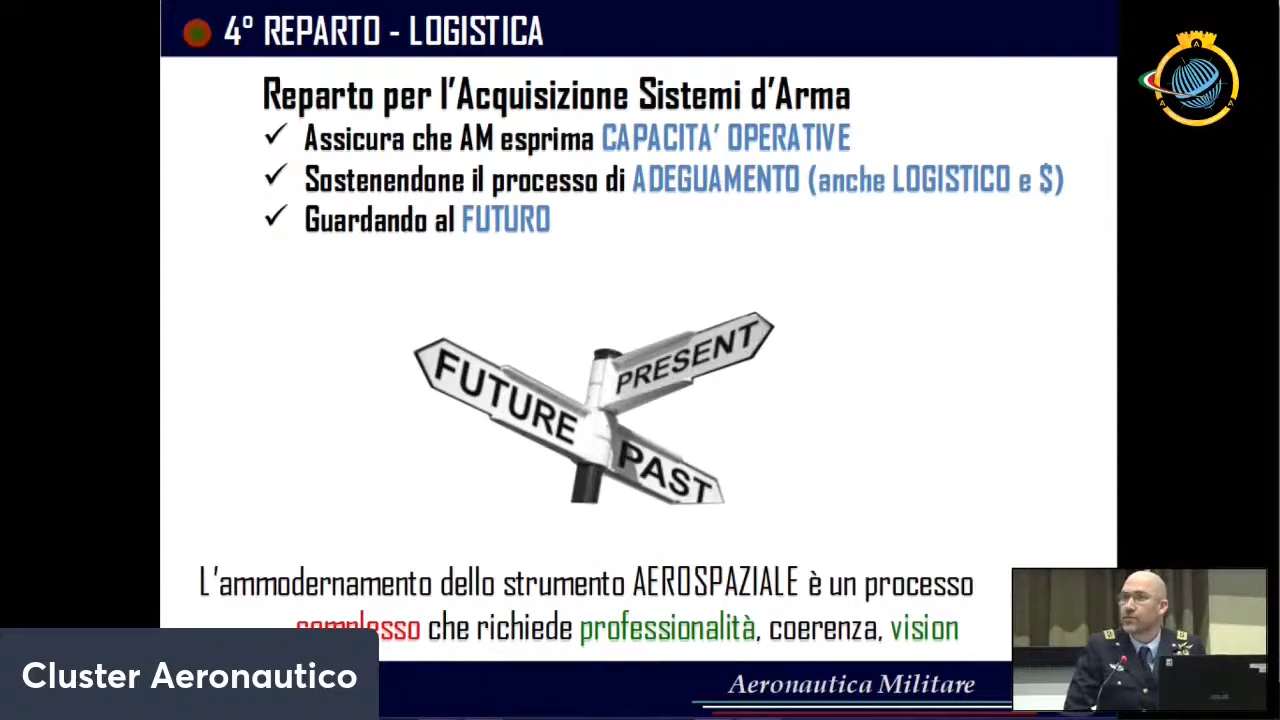 4° REPARTO - LOGISTICA
Reparto per l'Acquisizione Sistemi d'Arma
✓ Assicura che AM esprima CAPACITA' OPERATIVE
✓ Sostenendone il processo di ADEGUAMENTO (anche LOGISTICO e $)
✓ Guardando al FUTURO
PRESENT
FUTURE
PAST
L'ammodernamento dello strumento AEROSPAZIALE è un processo
complesso che richiede professionalità, coerenza, vision
Cluster Aeronautico
Aeronautica Militare